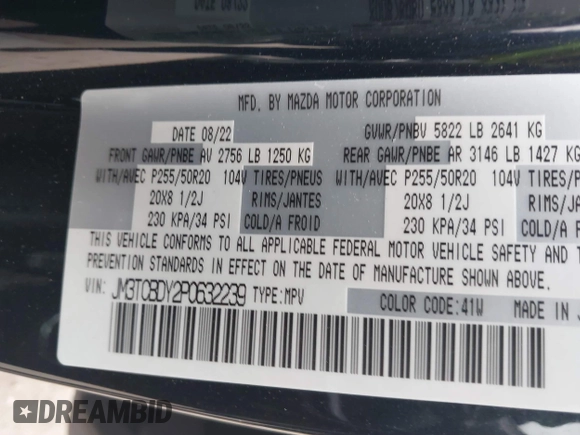 MFD. BY MAZDA MOTOR CORPORATION
DATE 08/22 GVWR/PNBV 5822 LB 2641 KG
FRONT GAWR/PNBE AV 2756 LB 1250 KG REAR GAWR/PNBE AR 3146 LB 1427 KG
WITH/AVEC P255/50R20 104V TIRES/PNEUS WITH/AVEC P255/50R20 104V TIRES/P
20X8 1/2J RIMS/JANTES 20X8 1/2J RIMS/JA
230 KPA/34 PSI COLD/A FROID 230 KPA/34 PSI COLD/A F
THIS VEHICLE CONFORMS TO ALL APPLICABLE FEDERAL MOTOR VEHICLE SAFETY AND T
PREVENTION STANDARDS IN EFFECT ON THE DATE OF MANUFACTURE SHOWN ABOVE.
VIN: JM3TCBDY2P0632239 TYPE:MPV
COLOR CODE:41W MADE IN J
DREAMBID